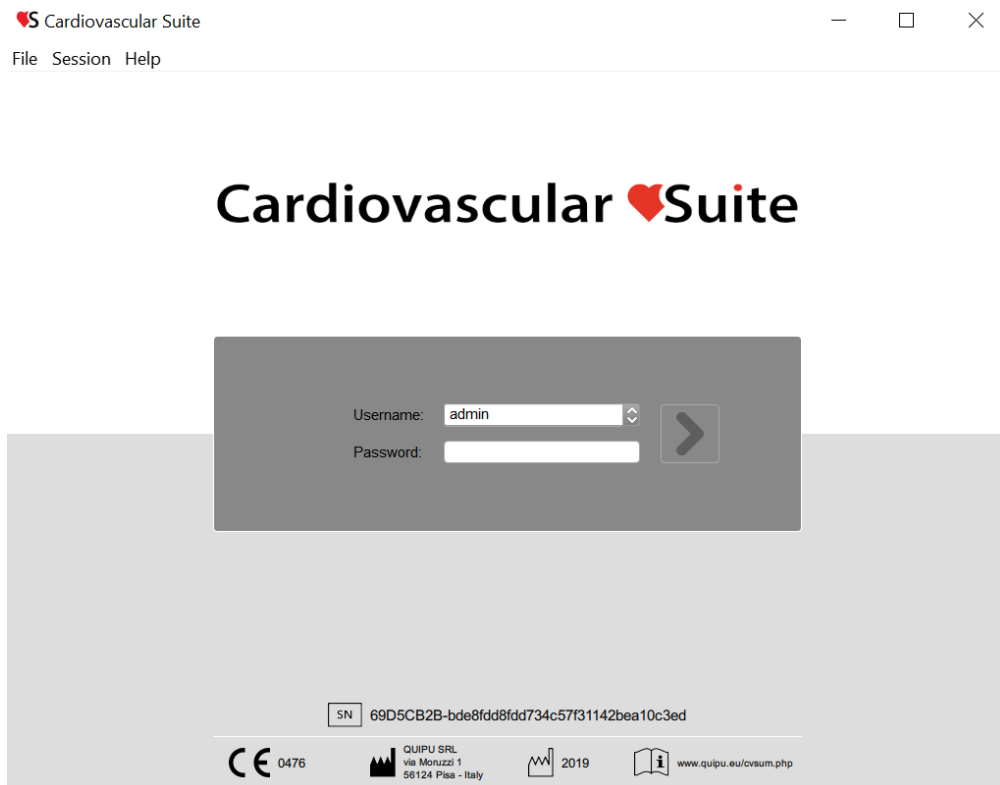 Cardiovascular Suite
File Session Help
Cardiovascular Suite
Username: admin
Password:
SN 69D5CB2B-bde8fdd8fdd734c57f31142bea10c3ed
CE 0476
QUIPU SRL
via Moruzzi 1
56124 Pisa - Italy
2019
i www.quipu.eu/cvsum.php